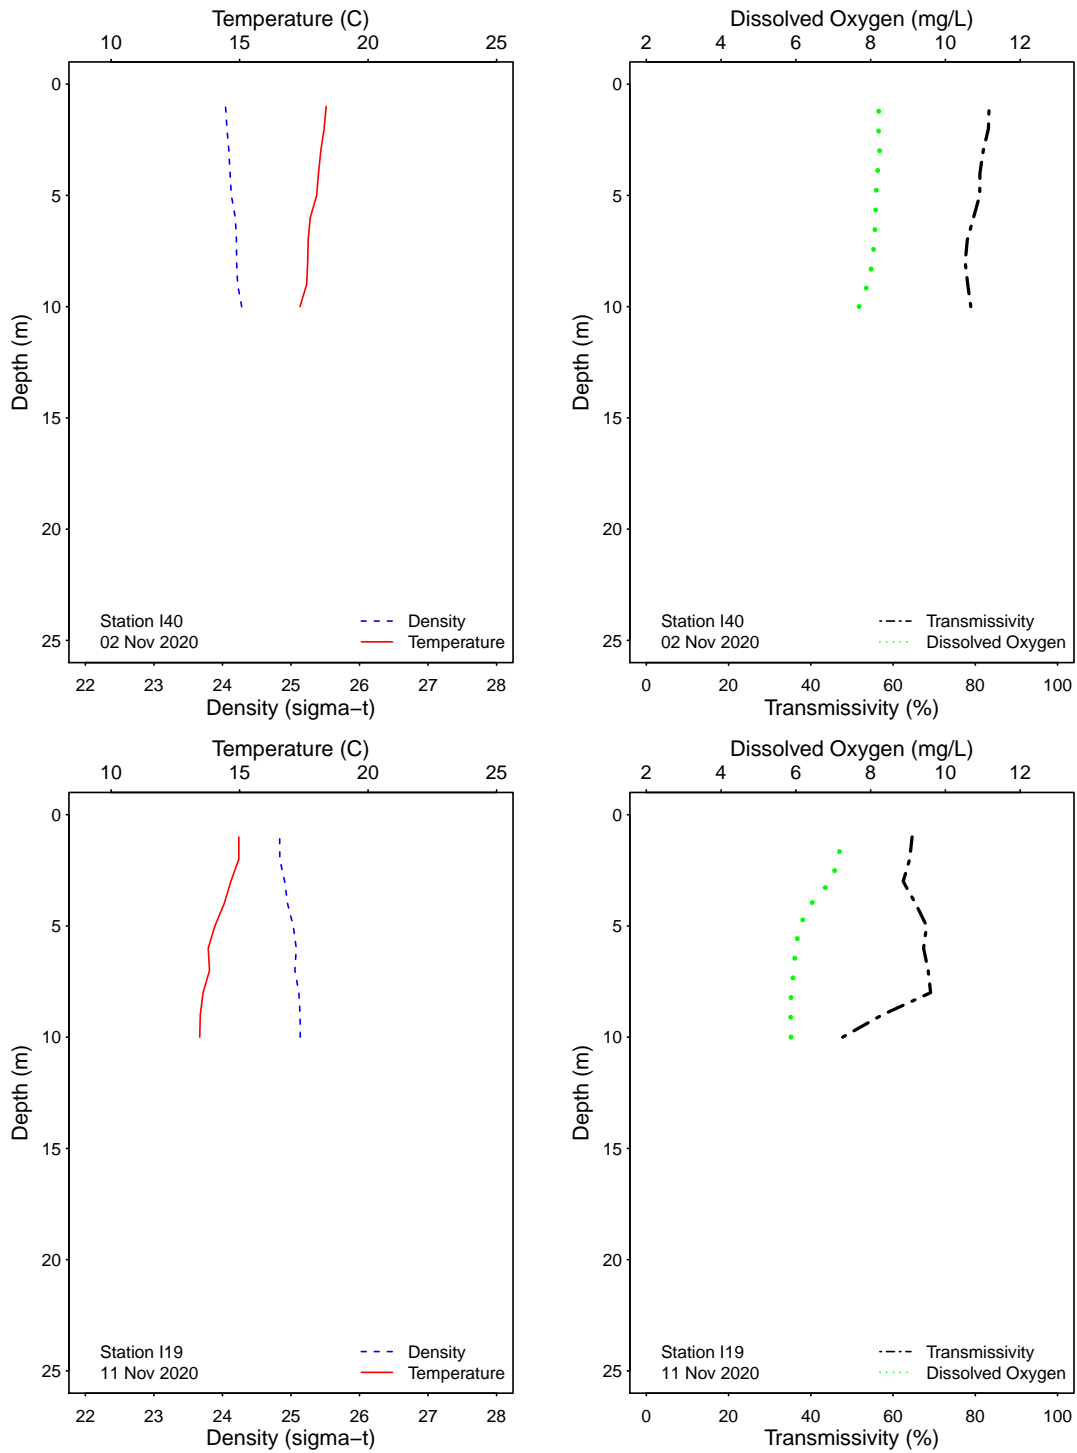 Temperature (C)
10 15 20 25
0
5
10
15
20
25
Depth (m)
Station I40
02 Nov 2020
Density
Temperature
22 23 24 25 26 27 28
Density (sigma−t)
Dissolved Oxygen (mg/L)
2 4 6 8 10 12
0
5
10
15
20
25
Depth (m)
Station I40
02 Nov 2020
Transmissivity
Dissolved Oxygen
0 20 40 60 80 100
Transmissivity (%)
Temperature (C)
10 15 20 25
0
5
10
15
20
25
Depth (m)
Station I19
11 Nov 2020
Density
Temperature
22 23 24 25 26 27 28
Density (sigma−t)
Dissolved Oxygen (mg/L)
2 4 6 8 10 12
0
5
10
15
20
25
Depth (m)
Station I19
11 Nov 2020
Transmissivity
Dissolved Oxygen
0 20 40 60 80 100
Transmissivity (%)